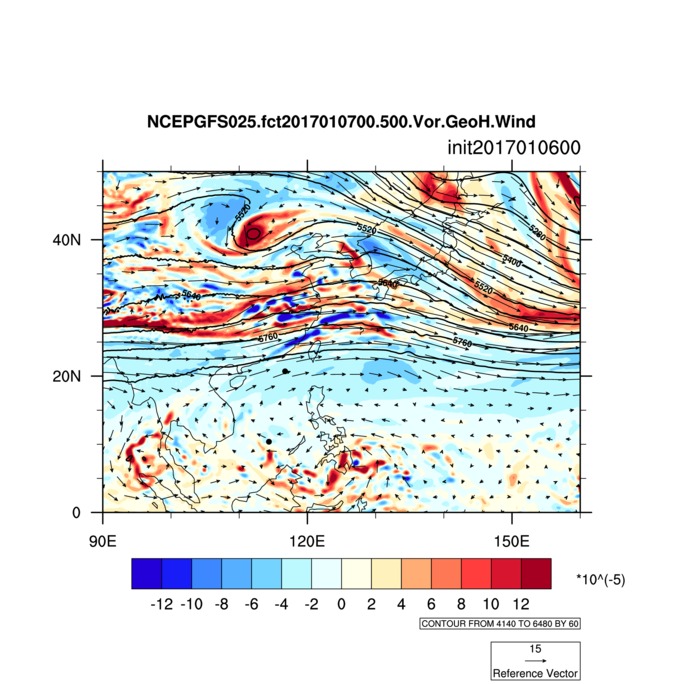 NCEPGFS025.fct2017010700.500.Vor.GeoH.Wind
init2017010600
5520
5520
5280
5400
5520
5640
5640
5640
5760
5760
40N
20N
0
90E 120E 150E
-12 -10 -8 -6 -4 -2 0 2 4 6 8 10 12
*10^(-5)
CONTOUR FROM 4140 TO 6480 BY 60
15
Reference Vector